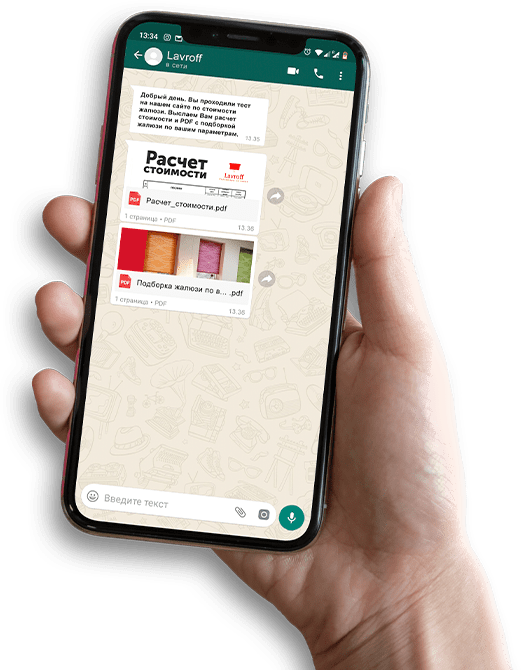 13:34
Lavroff
в сети
Добрый день. Вы проходили тест
на нашем сайте по стоимости
жалюзи. Высылаем Вам расчет
стоимости и PDF с подборкой
жалюзи по вашим параметрам.
13.35
Расчет
стоимости
Lavroff
PDF Расчет_стоимости.pdf
1 страница • PDF
13.36
PDF Подборка жалюзи по в... .pdf
1 страница • PDF
13.36
Введите текст